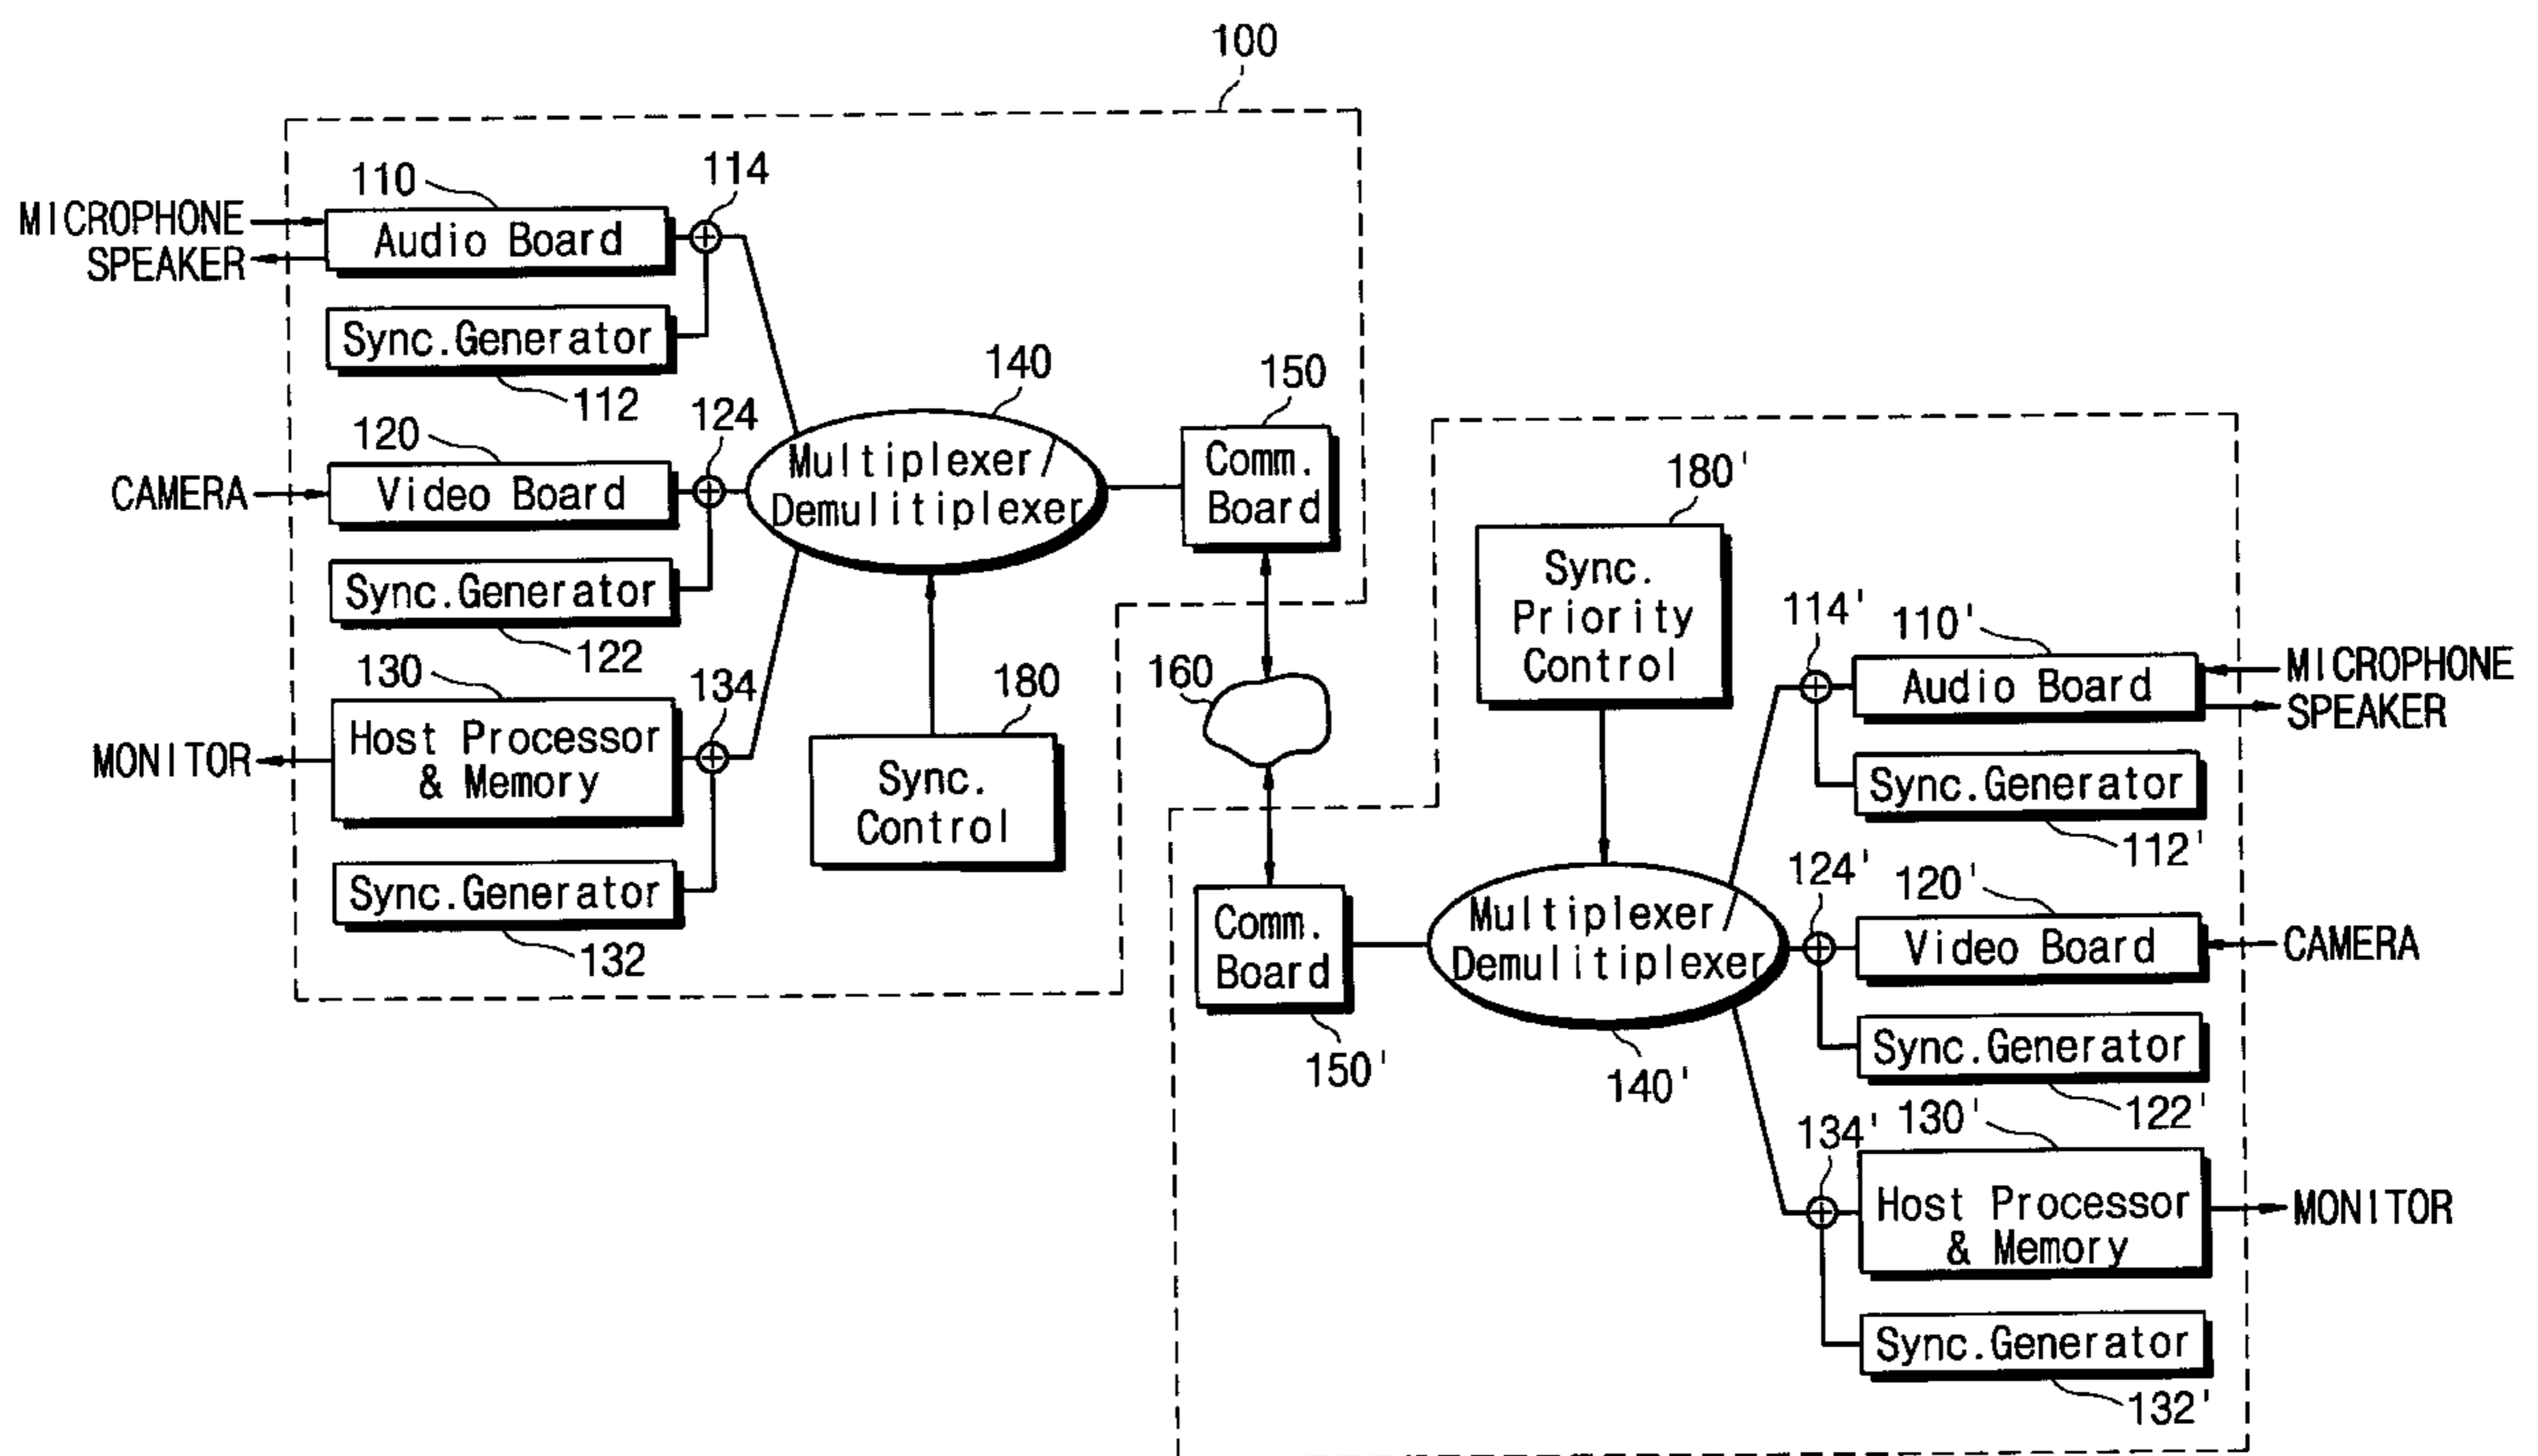 100
110
114
MICROPHONE
SPEAKER
Audio Board
Sync.Generator
112
120
124
CAMERA
Video Board
Sync.Generator
122
140
Multiplexer/
Demulitiplexer
150
Comm.
Board
130
134
MONITOR
Host Processor
& Memory
Sync.Generator
132
180
Sync.
Control
160
180'
Sync.
Priority
Control
114'
110'
Audio Board
MICROPHONE
SPEAKER
Sync.Generator
112'
124'
120'
Comm.
Board
150'
Multiplexer/
Demulitiplexer
140'
Video Board
CAMERA
Sync.Generator
122'
134'
130'
Host Processor
& Memory
MONITOR
Sync.Generator
132'